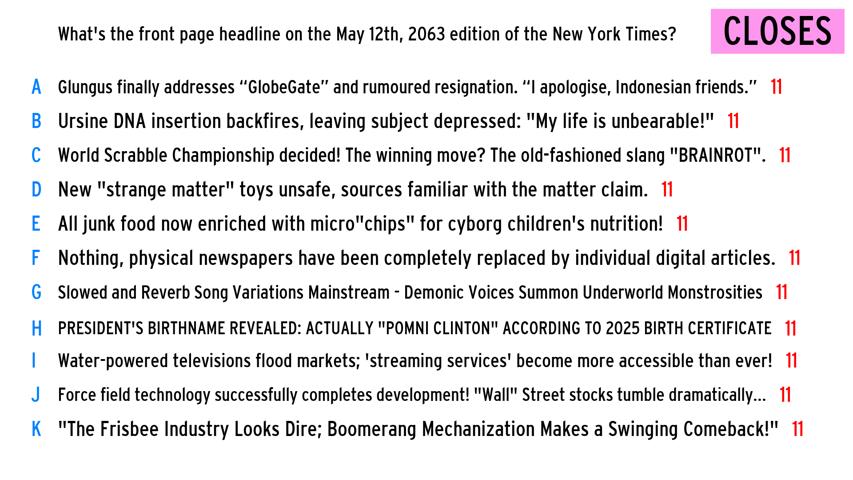 What's the front page headline on the May 12th, 2063 edition of the New York Times?
CLOSES
A Glungus finally addresses “GlobeGate” and rumoured resignation. “I apologise, Indonesian friends.” 11
B Ursine DNA insertion backfires, leaving subject depressed: "My life is unbearable!" 11
C World Scrabble Championship decided! The winning move? The old-fashioned slang "BRAINROT". 11
D New "strange matter" toys unsafe, sources familiar with the matter claim. 11
E All junk food now enriched with micro"chips" for cyborg children's nutrition! 11
F Nothing, physical newspapers have been completely replaced by individual digital articles. 11
G Slowed and Reverb Song Variations Mainstream - Demonic Voices Summon Underworld Monstrosities 11
H PRESIDENT'S BIRTHNAME REVEALED: ACTUALLY "POMNI CLINTON" ACCORDING TO 2025 BIRTH CERTIFICATE 11
I Water-powered televisions flood markets; 'streaming services' become more accessible than ever! 11
J Force field technology successfully completes development! "Wall" Street stocks tumble dramatically... 11
K "The Frisbee Industry Looks Dire; Boomerang Mechanization Makes a Swinging Comeback!" 11